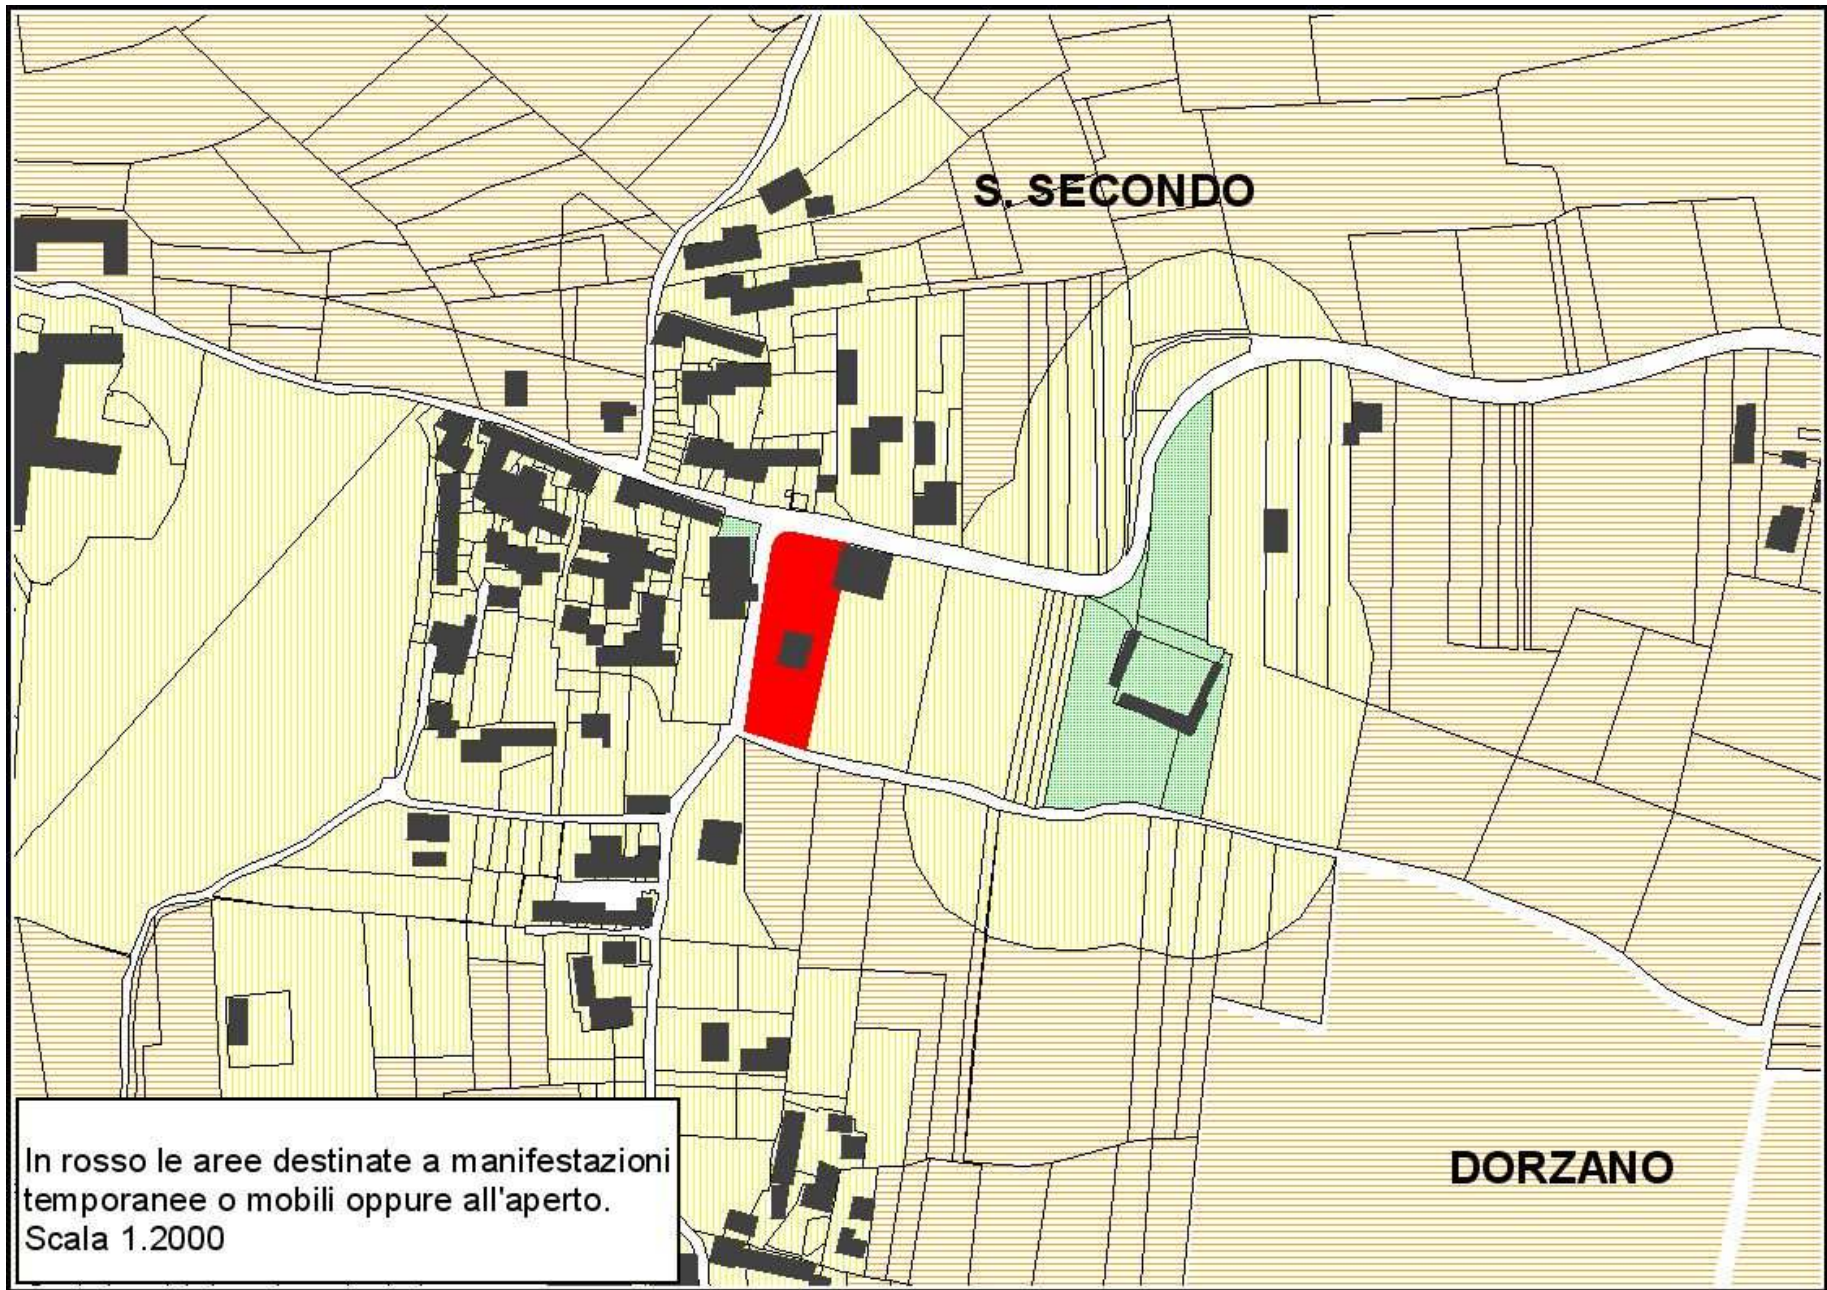 S. SECONDO
DORZANO
In rosso le aree destinate a manifestazioni
temporanee o mobili oppure all'aperto.
Scala 1.2000